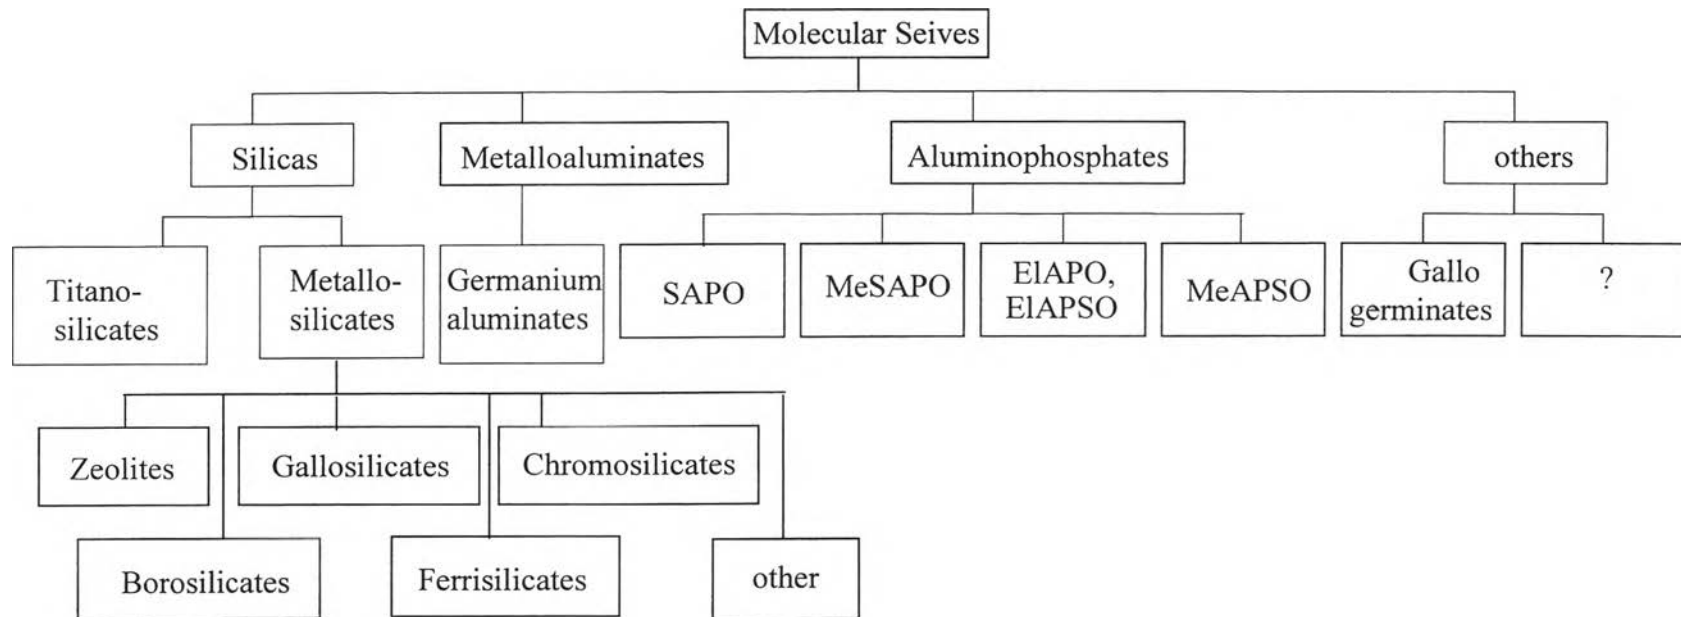 Molecular Seives
Silicas
Metalloaluminates
Aluminophosphates
others
Titano-
silicates
Metallo-
silicates
Germanium
aluminates
SAPO
MeSAPO
ElAPO,
ElAPSO
MeAPSO
Gallo
germinates
?
Zeolites
Gallosilicates
Chromosilicates
Borosilicates
Ferrisilicates
other